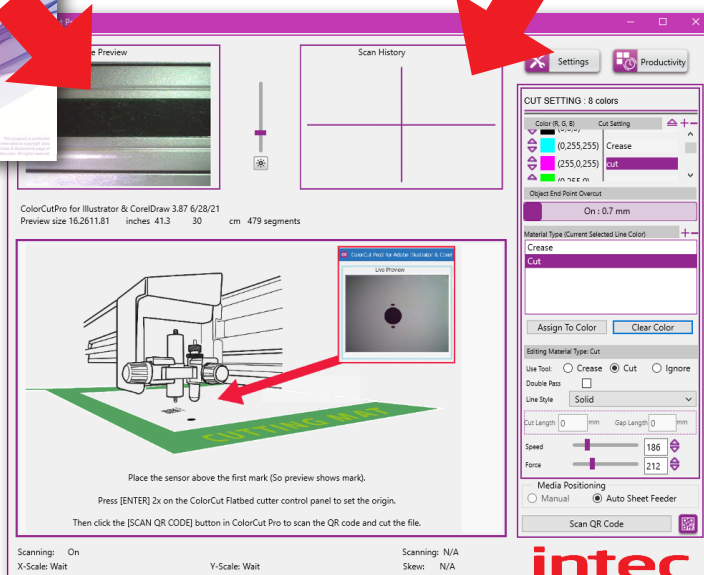 Live Preview
Scan History
Settings
Productivity
CUT SETTING : 8 colors
Color (R, G, B) Cut Setting
(0,255,255) Crease
(255,0,255) cut
Object End Point Overcut
On : 0.7 mm
ColorCutPro for Illustrator & CorelDraw 3.87 6/28/21
Preview size 16.2611.81 inches 41.3 30 cm 479 segments
Material Type (Current Selected Line Color)
Crease
Cut
ColorCut Pro3 for Adobe Illustrator & Corel
Live Preview
CUTTING MAT
Assign To Color Clear Color
Editing Material Type: Cut
Use Tool: Crease Cut Ignore
Double Pass
Line Style Solid
Cut Length 0 mm Gap Length 0 mm
Speed 186
Force 212
Place the sensor above the first mark (So preview shows mark).
Press [ENTER] 2x on the ColorCut Flatbed cutter control panel to set the origin.
Then click the [SCAN QR CODE] button in ColorCut Pro to scan the QR code and cut the file.
Media Positioning
Manual Auto Sheet Feeder
Scan QR Code
Scanning: On Scanning: N/A
X-Scale: Wait Y-Scale: Wait Skew: N/A
intec